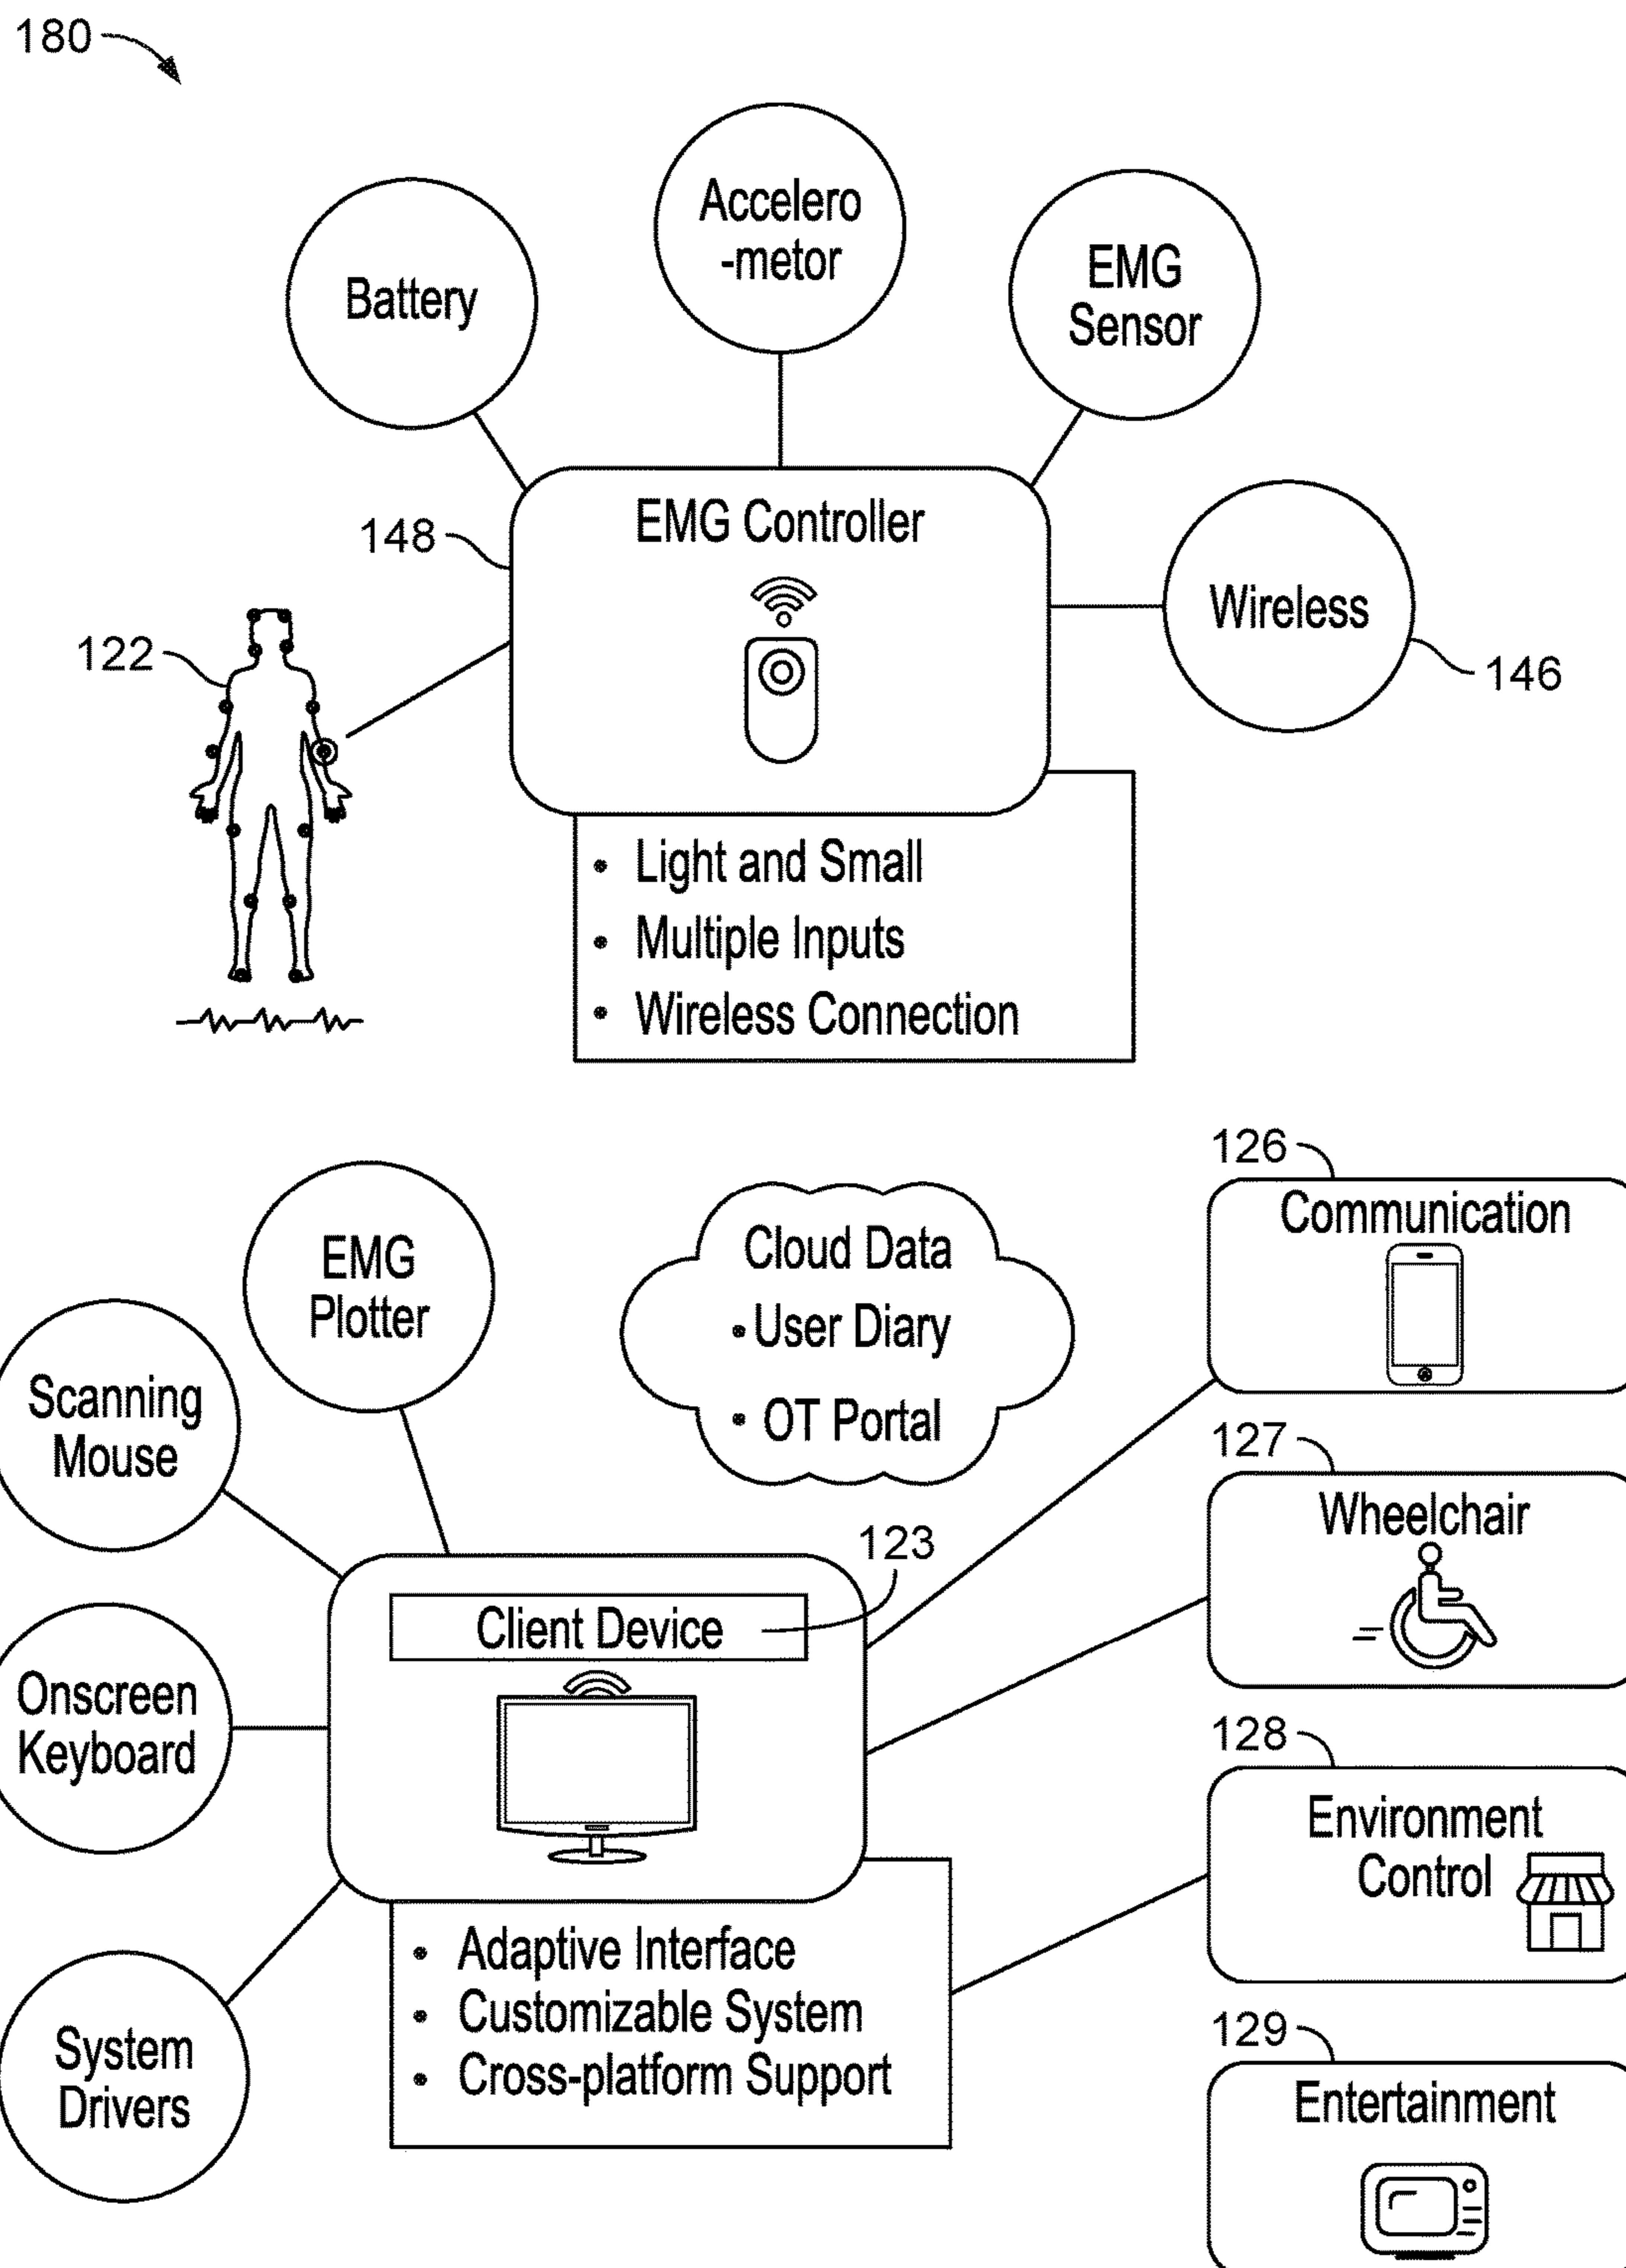 180
Accelero
-metor
Battery
EMG
Sensor
EMG Controller
148
Wireless
122
146
• Light and Small
• Multiple Inputs
• Wireless Connection
126
Communication
EMG
Plotter
Cloud Data
• User Diary
• OT Portal
Scanning
Mouse
127
Wheelchair
123
Client Device
Onscreen
Keyboard
128
Environment
Control
• Adaptive Interface
• Customizable System
• Cross-platform Support
System
Drivers
129
Entertainment